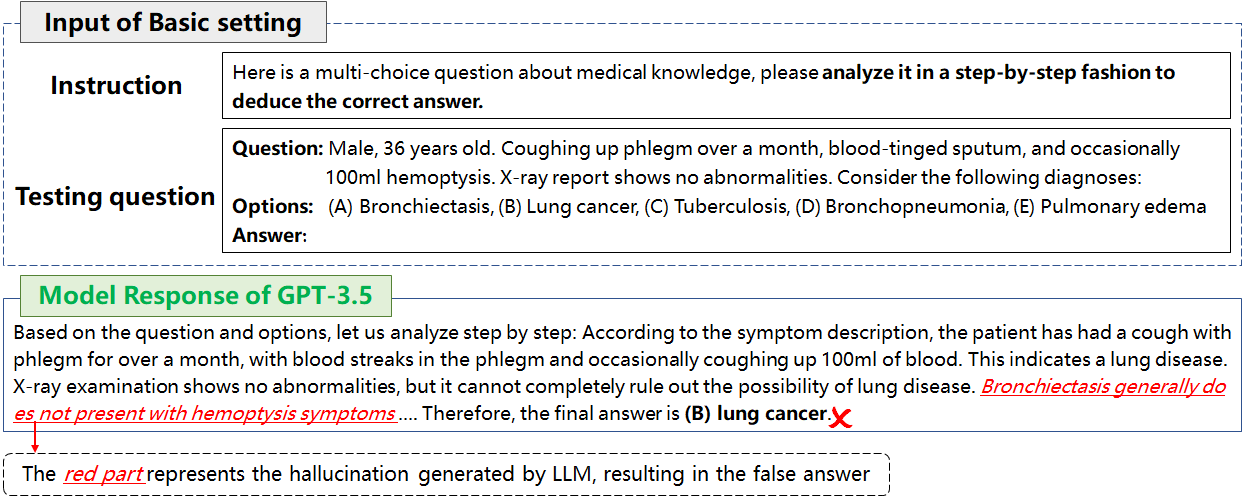 Input of Basic setting
Instruction
Here is a multi-choice question about medical knowledge, please analyze it in a step-by-step fashion to
deduce the correct answer.
Testing question
Question: Male, 36 years old. Coughing up phlegm over a month, blood-tinged sputum, and occasionally
100ml hemoptysis. X-ray report shows no abnormalities. Consider the following diagnoses:
Options: (A) Bronchiectasis, (B) Lung cancer, (C) Tuberculosis, (D) Bronchopneumonia, (E) Pulmonary edema
Answer:
Model Response of GPT-3.5
Based on the question and options, let us analyze step by step: According to the symptom description, the patient has had a cough with
phlegm for over a month, with blood streaks in the phlegm and occasionally coughing up 100ml of blood. This indicates a lung disease.
X-ray examination shows no abnormalities, but it cannot completely rule out the possibility of lung disease. Bronchiectasis generally do
es not present with hemoptysis symptoms .... Therefore, the final answer is (B) lung cancer.
The red part represents the hallucination generated by LLM, resulting in the false answer